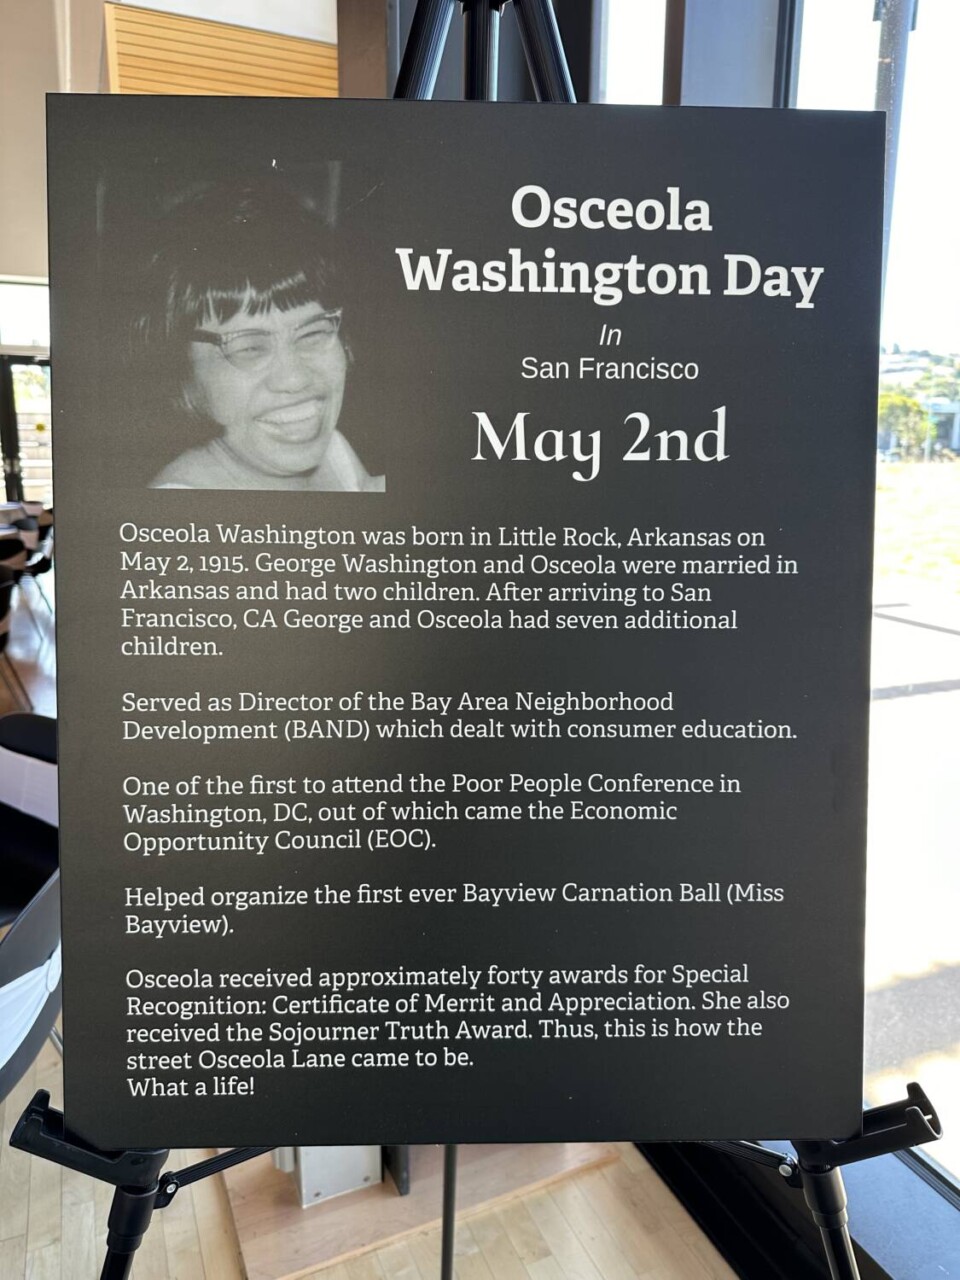 Osceola
Washington Day
In
San Francisco
May 2nd
Osceola Washington was born in Little Rock, Arkansas on
May 2, 1915. George Washington and Osceola were married in
Arkansas and had two children. After arriving to San
Francisco, CA George and Osceola had seven additional
children.
Served as Director of the Bay Area Neighborhood
Development (BAND) which dealt with consumer education.
One of the first to attend the Poor People Conference in
Washington, DC, out of which came the Economic
Opportunity Council (EOC).
Helped organize the first ever Bayview Carnation Ball (Miss
Bayview).
Osceola received approximately forty awards for Special
Recognition: Certificate of Merrit and Appreciation. She also
received the Sojourner Truth Award. Thus, this is how the
street Osceola Lane came to be.
What a life!